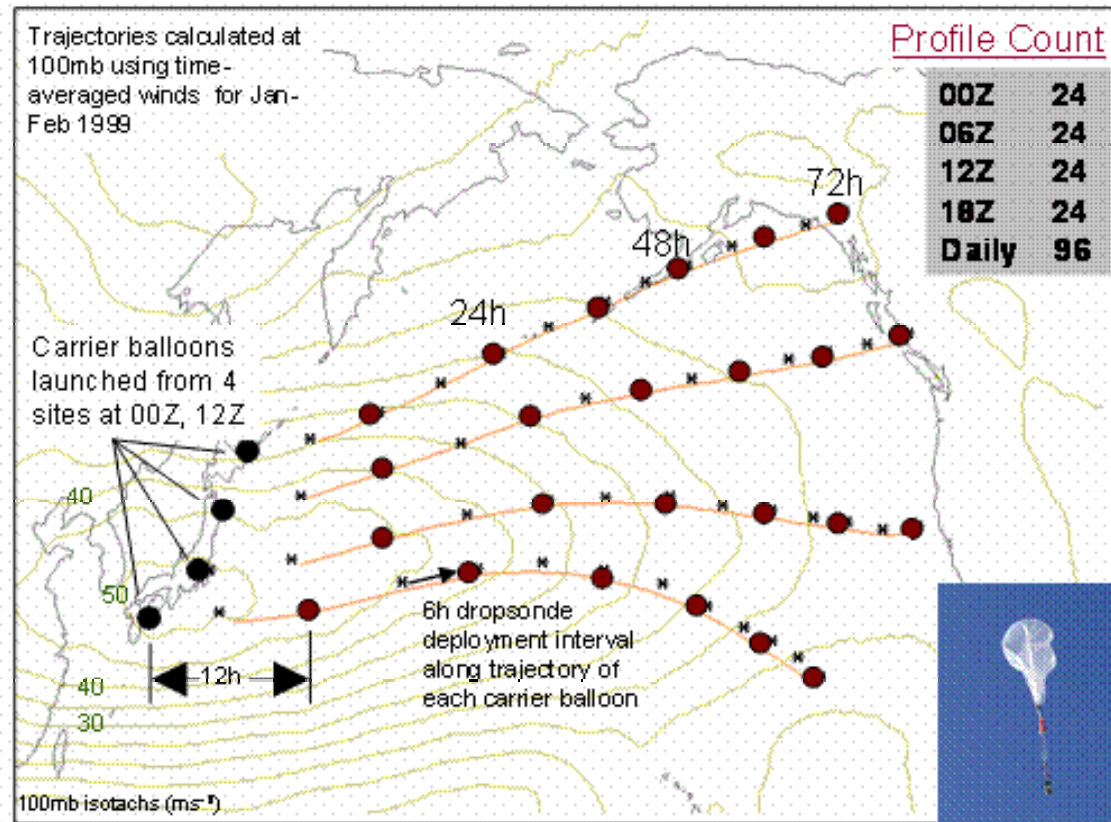 Trajectories calculated at
100mb using time-
averaged winds for Jan-
Feb 1999
Profile Count
00Z 24
06Z 24
12Z 24
18Z 24
Daily 96
72h
48h
24h
Carrier balloons
launched from 4
sites at 00Z, 12Z
40
50
6h dropsonde
deployment interval
along trajectory of
each carrier balloon
12h
40
30
100mb isotachs (ms⁻¹)